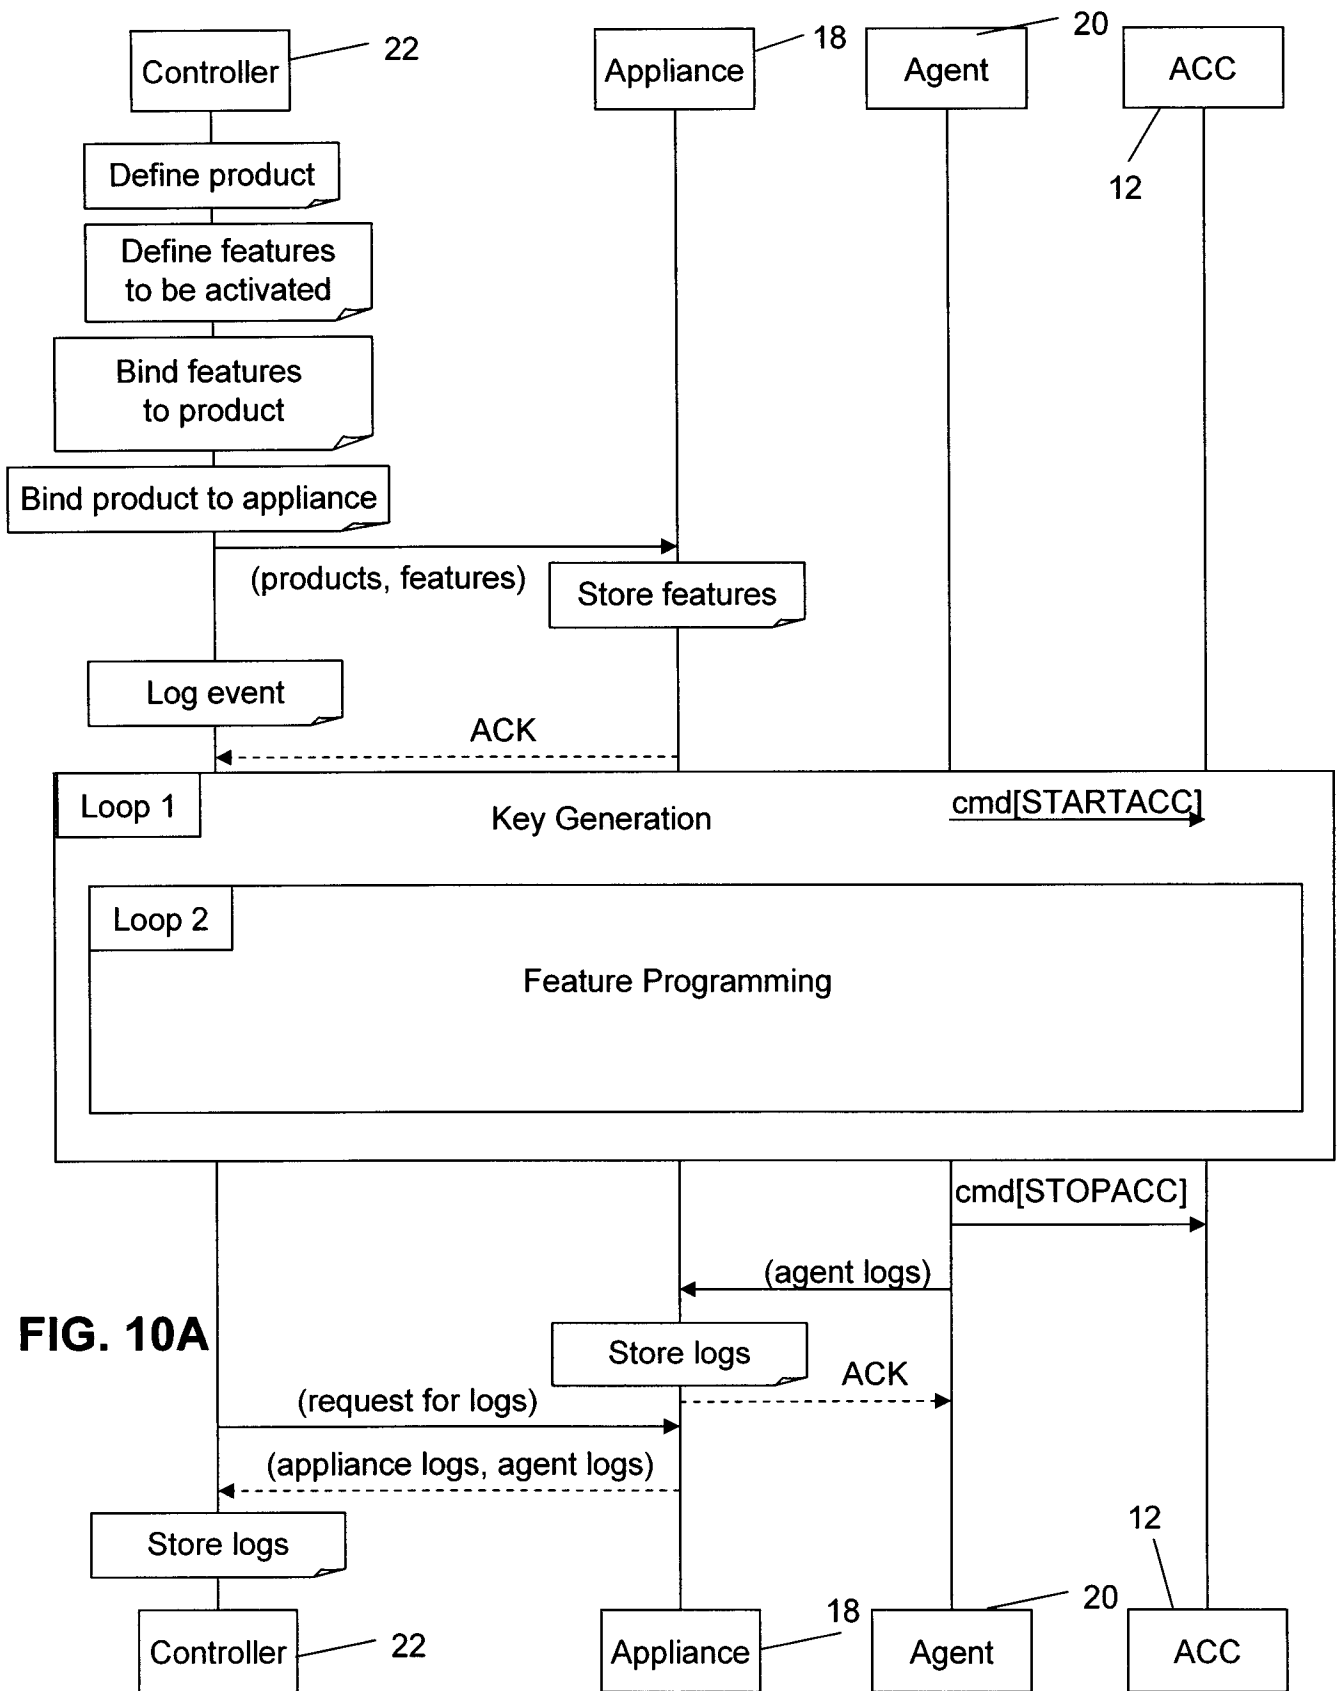 20
22
18
Controller
Appliance
Agent
ACC
12
Define product
Define features
to be activated
Bind features
to product
Bind product to appliance
(products, features)
Store features
Log event
ACK
Loop 1
Key Generation
cmd[STARTACC]
Loop 2
Feature Programming
cmd[STOPACC]
(agent logs)
FIG. 10A
Store logs
ACK
(request for logs)
(appliance logs, agent logs)
Store logs
12
20
18
22
Controller
Appliance
Agent
ACC